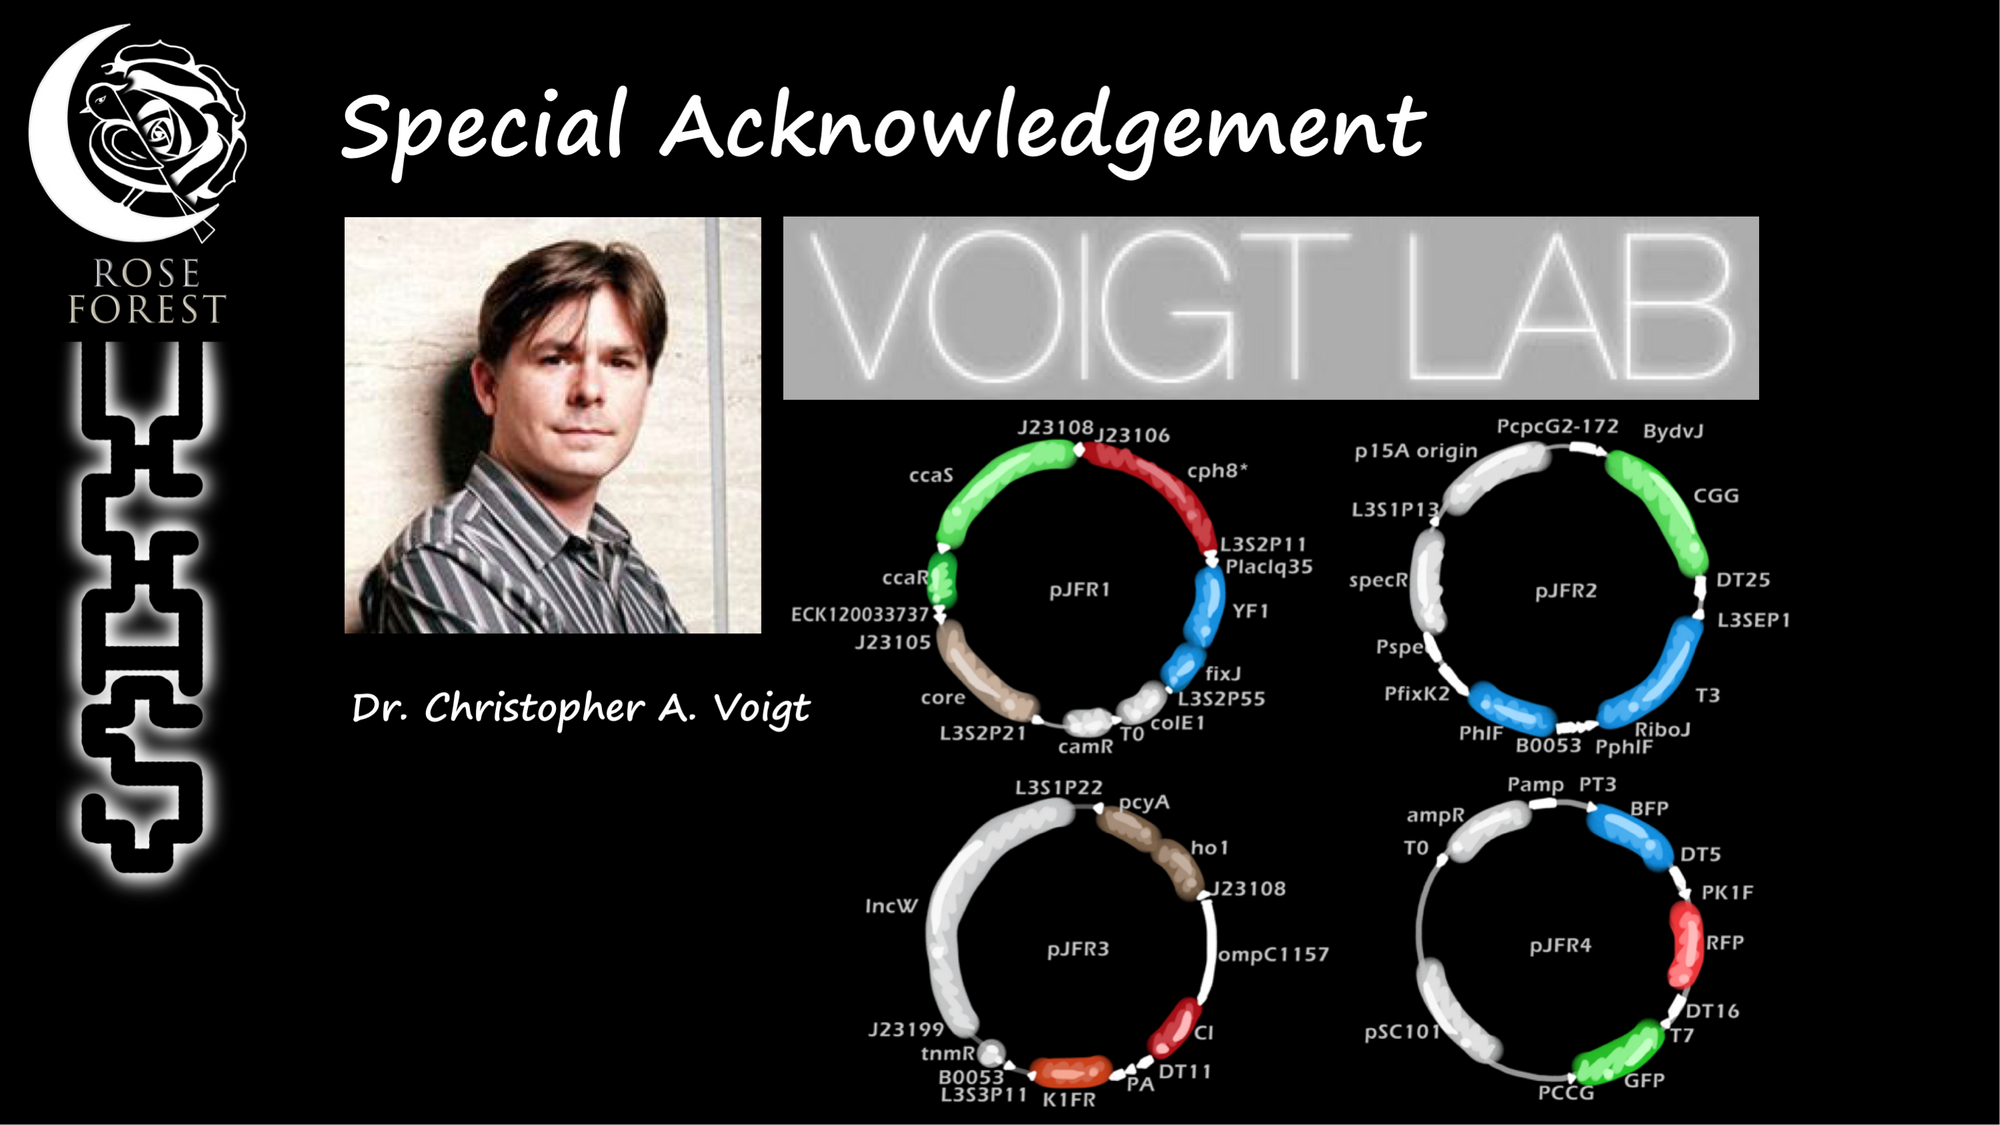 Special Acknowledgement
ROSE
FOREST
VOIGT LAB
Dr. Christopher A. Voigt
J23108
J23106
cph8*
ccaS
L3S2P11
PlacIq35
ccaR
pJFR1
YF1
ECK120033737
J23105
fixJ
core
L3S2P55
colE1
L3S2P21
T0
camR
PcpcG2-172
BydvJ
p15A origin
CGG
L3S1P13
specR
pJFR2
DT25
L3SEP1
Pspe
PfixK2
T3
PhlF
RiboJ
B0053
PphlF
L3S1P22
pcyA
ho1
J23108
IncW
pJFR3
ompC1157
J23199
CI
tnmR
DT11
B0053
PA
L3S3P11
K1FR
Pamp
PT3
ampR
BFP
T0
DT5
PK1F
pJFR4
RFP
DT16
pSC101
T7
GFP
PCCG